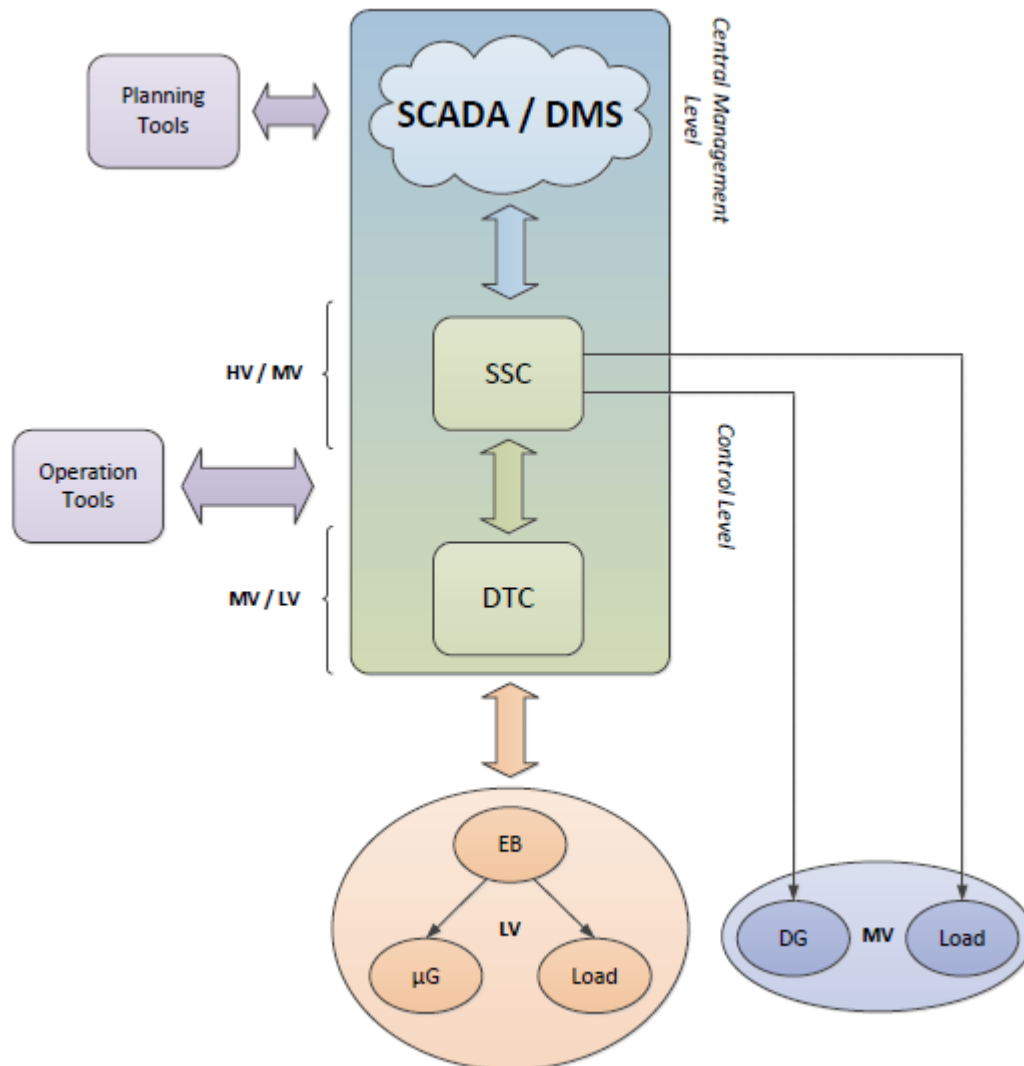 Planning
Tools
SCADA / DMS
Central Management
Level
HV / MV
SSC
Operation
Tools
Control Level
MV / LV
DTC
EB
LV
µG
Load
DG
MV
Load